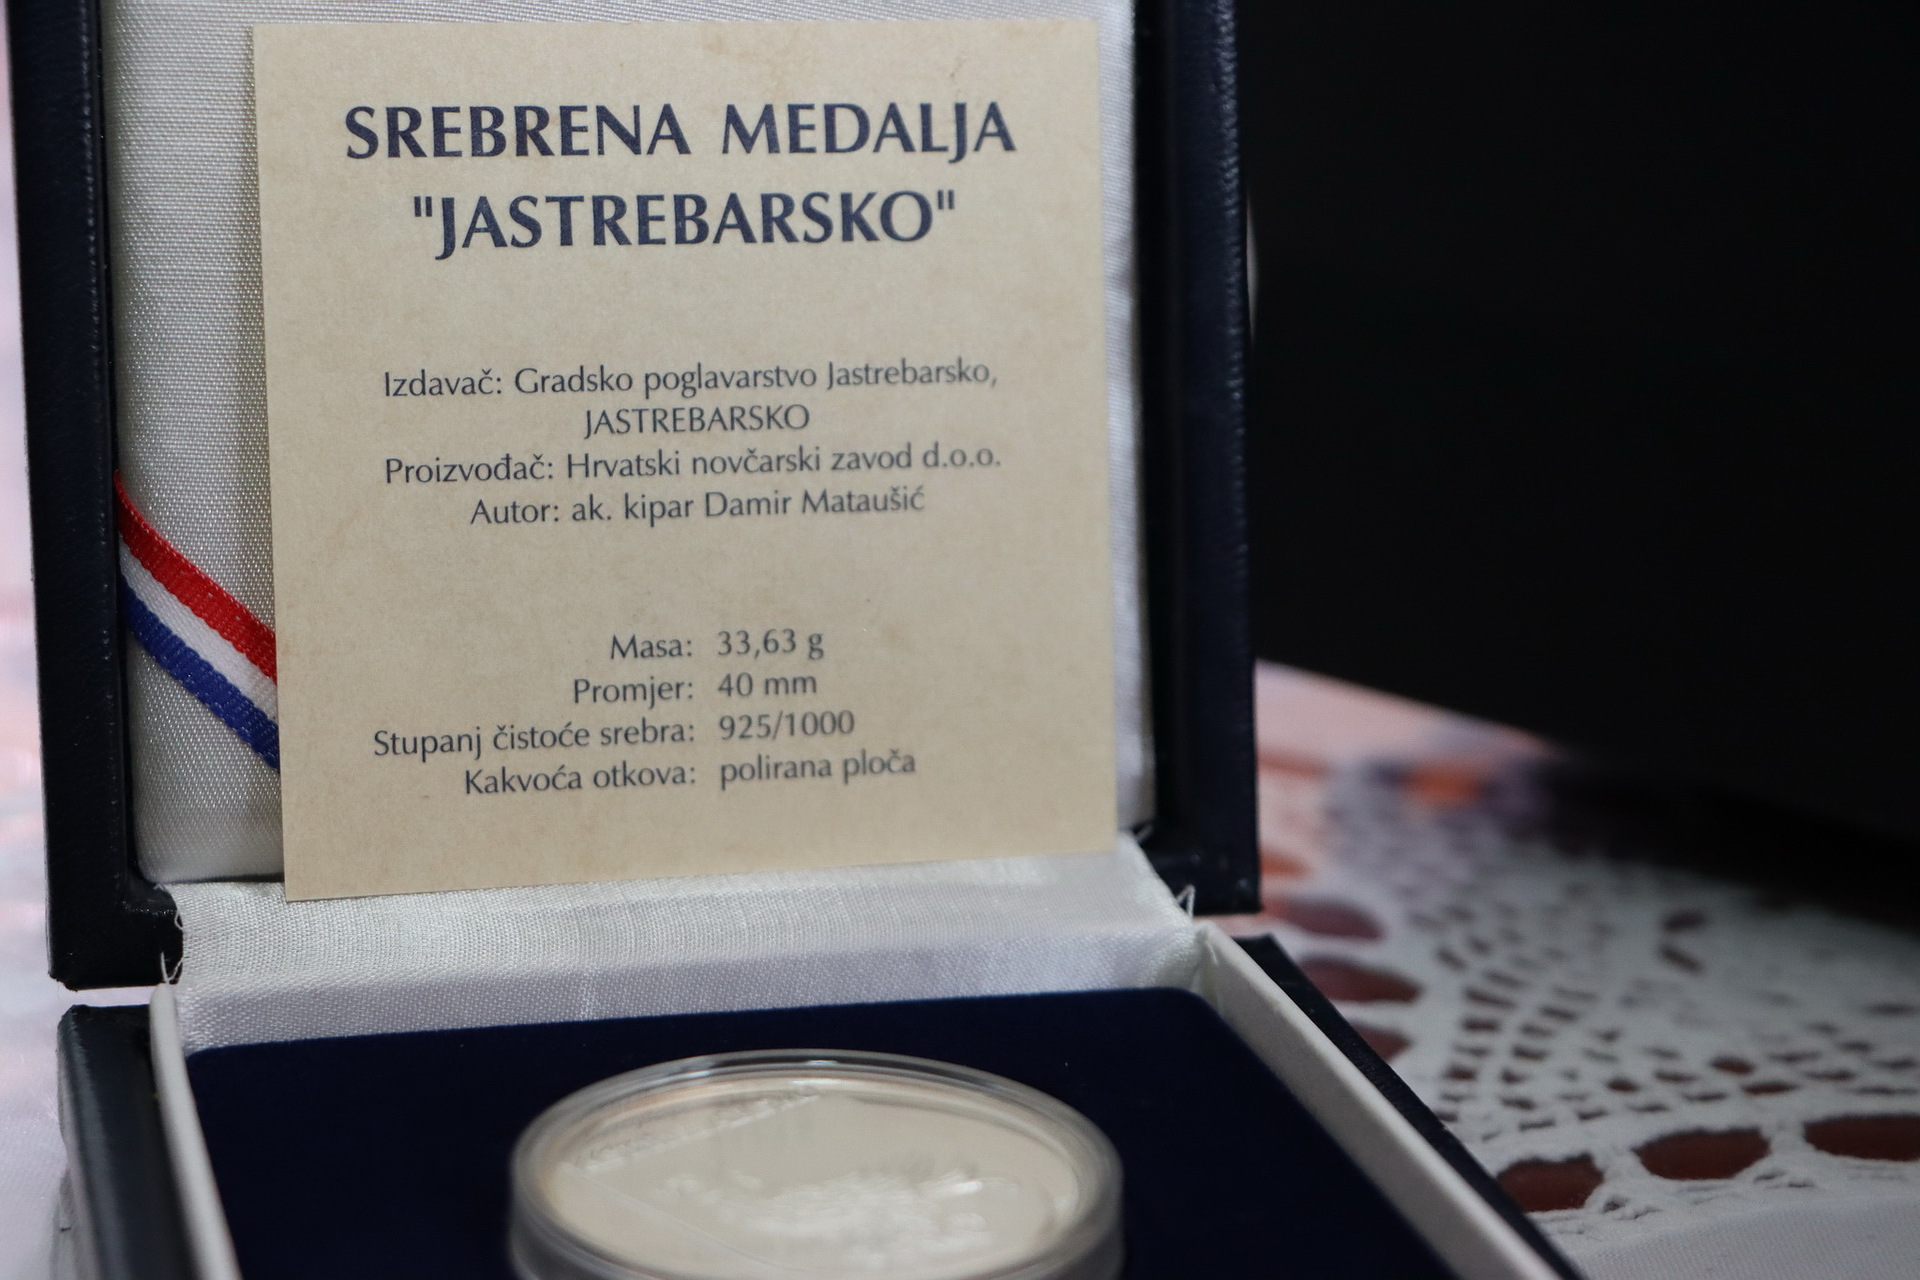 SREBRENA MEDALJA
"JASTREBARSKO"
Izdavač: Gradsko poglavarstvo Jastrebarsko,
JASTREBARSKO
Proizvođač: Hrvatski novčarski zavod d.o.o.
Autor: ak. kipar Damir Mataušić
Masa: 33,63 g
Promjer: 40 mm
Stupanj čistoće srebra: 925/1000
Kakvoća otkova: polirana ploča